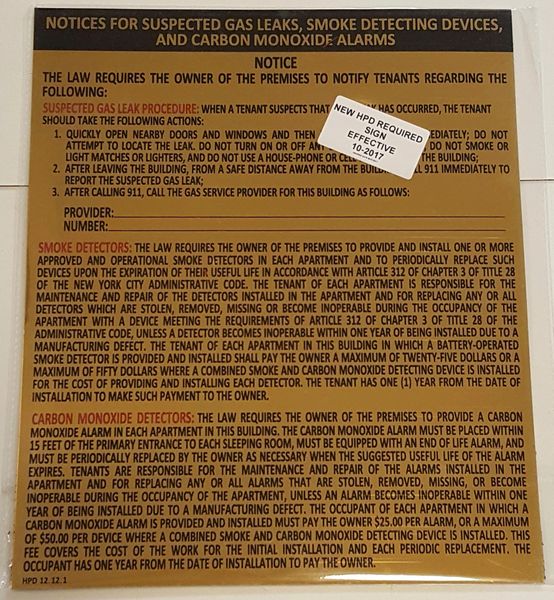 NOTICES FOR SUSPECTED GAS LEAKS, SMOKE DETECTING DEVICES,
AND CARBON MONOXIDE ALARMS
NOTICE
THE LAW REQUIRES THE OWNER OF THE PREMISES TO NOTIFY TENANTS REGARDING THE
FOLLOWING:
SUSPECTED GAS LEAK PROCEDURE: WHEN A TENANT SUSPECTS THAT HAS OCCURRED, THE TENANT
SHOULD TAKE THE FOLLOWING ACTIONS:
1. QUICKLY OPEN NEARBY DOORS AND WINDOWS AND THEN DO NOT
ATTEMPT TO LOCATE THE LEAK. DO NOT TURN ON OR OFF DO NOT SMOKE OR
LIGHT MATCHES OR LIGHTERS, AND DO NOT USE A HOUSE-PHONE OR THE BUILDING;
2. AFTER LEAVING THE BUILDING, FROM A SAFE DISTANCE AWAY FROM THE 911 IMMEDIATELY TO
REPORT THE SUSPECTED GAS LEAK;
3. AFTER CALLING 911, CALL THE GAS SERVICE PROVIDER FOR THIS BUILDING AS FOLLOWS:
PROVIDER:
NUMBER:
NEW HPD REQUIRED
SIGN
EFFECTIVE
10-2017
SMOKE DETECTORS: THE LAW REQUIRES THE OWNER OF THE PREMISES TO PROVIDE AND INSTALL ONE OR MORE
APPROVED AND OPERATIONAL SMOKE DETECTORS IN EACH APARTMENT AND TO PERIODICALLY REPLACE SUCH
DEVICES UPON THE EXPIRATION OF THEIR USEFUL LIFE IN ACCORDANCE WITH ARTICLE 312 OF CHAPTER 3 OF TITLE 28
OF THE NEW YORK CITY ADMINISTRATIVE CODE. THE TENANT OF EACH APARTMENT IS RESPONSIBLE FOR THE
MAINTENANCE AND REPAIR OF THE DETECTORS INSTALLED IN THE APARTMENT AND FOR REPLACING ANY OR ALL
DETECTORS WHICH ARE STOLEN, REMOVED, MISSING OR BECOME INOPERABLE DURING THE OCCUPANCY OF THE
APARTMENT WITH A DEVICE MEETING THE REQUIREMENTS OF ARTICLE 312 OF CHAPTER 3 OF TITLE 28 OF THE
ADMINISTRATIVE CODE, UNLESS A DETECTOR BECOMES INOPERABLE WITHIN ONE YEAR OF BEING INSTALLED DUE TO A
MANUFACTURING DEFECT. THE TENANT OF EACH APARTMENT IN THIS BUILDING IN WHICH A BATTERY-OPERATED
SMOKE DETECTOR IS PROVIDED AND INSTALLED SHALL PAY THE OWNER A MAXIMUM OF TWENTY-FIVE DOLLARS OR A
MAXIMUM OF FIFTY DOLLARS WHERE A COMBINED SMOKE AND CARBON MONOXIDE DETECTING DEVICE IS INSTALLED
FOR THE COST OF PROVIDING AND INSTALLING EACH DETECTOR. THE TENANT HAS ONE (1) YEAR FROM THE DATE OF
INSTALLATION TO MAKE SUCH PAYMENT TO THE OWNER.
CARBON MONOXIDE DETECTORS: THE LAW REQUIRES THE OWNER OF THE PREMISES TO PROVIDE A CARBON
MONOXIDE ALARM IN EACH APARTMENT IN THIS BUILDING. THE CARBON MONOXIDE ALARM MUST BE PLACED WITHIN
15 FEET OF THE PRIMARY ENTRANCE TO EACH SLEEPING ROOM, MUST BE EQUIPPED WITH AN END OF LIFE ALARM, AND
MUST BE PERIODICALLY REPLACED BY THE OWNER AS NECESSARY WHEN THE SUGGESTED USEFUL LIFE OF THE ALARM
EXPIRES. TENANTS ARE RESPONSIBLE FOR THE MAINTENANCE AND REPAIR OF THE ALARMS INSTALLED IN THE
APARTMENT AND FOR REPLACING ANY OR ALL ALARMS THAT ARE STOLEN, REMOVED, MISSING, OR BECOME
INOPERABLE DURING THE OCCUPANCY OF THE APARTMENT, UNLESS AN ALARM BECOMES INOPERABLE WITHIN ONE
YEAR OF BEING INSTALLED DUE TO A MANUFACTURING DEFECT. THE OCCUPANT OF EACH APARTMENT IN WHICH A
CARBON MONOXIDE ALARM IS PROVIDED AND INSTALLED MUST PAY THE OWNER $25.00 PER ALARM, OR A MAXIMUM
OF $50.00 PER DEVICE WHERE A COMBINED SMOKE AND CARBON MONOXIDE DETECTING DEVICE IS INSTALLED. THIS
FEE COVERS THE COST OF THE WORK FOR THE INITIAL INSTALLATION AND EACH PERIODIC REPLACEMENT. THE
OCCUPANT HAS ONE YEAR FROM THE DATE OF INSTALLATION TO PAY THE OWNER.
HPD 12.12.1